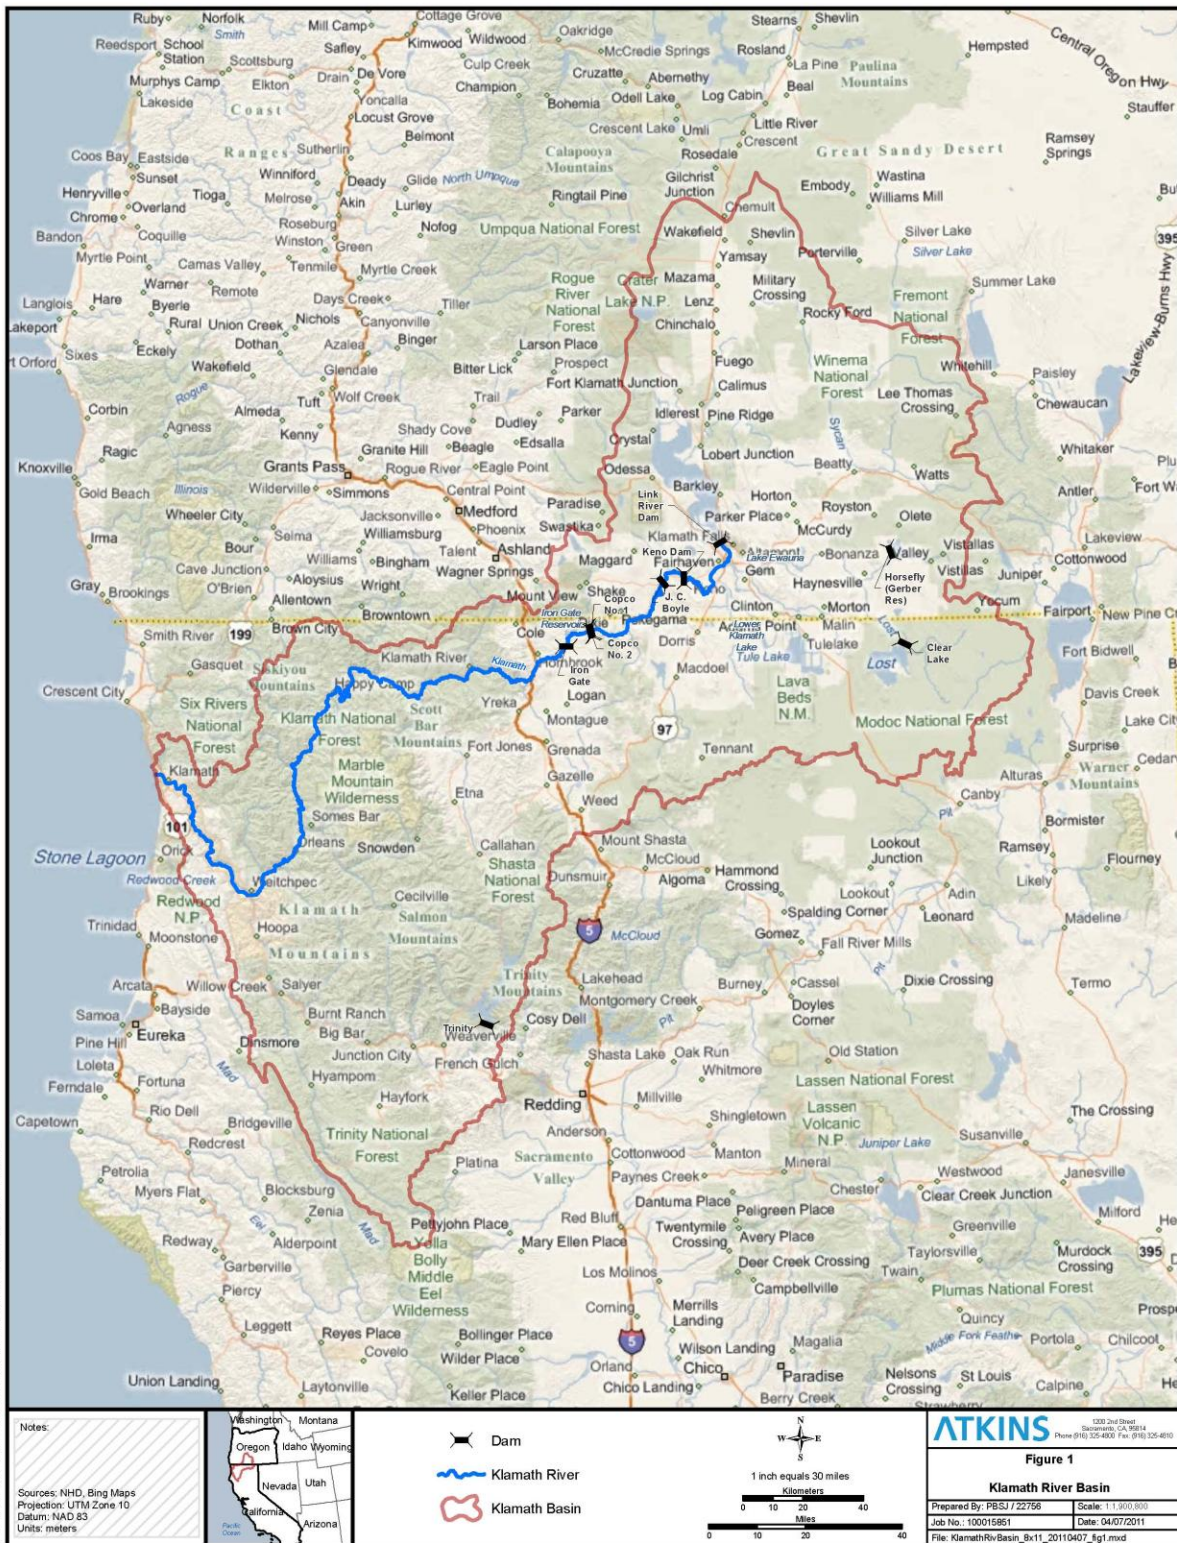 Ruby
Norfolk
Smith
Mill Camp
Cottage Grove
Oakridge
Stearns
Shevlin
Reedsport
School
Station
Safley
Kimwood
Wildwood
McCredie Springs
Rosland
Hempsted
Central Oregon Hwy
Scottsburg
Drain
De Vore
Culp Creek
Cruzatte
Abernethy
La Pine
Paulina
Mountains
Murphys Camp
Elkton
Yoncalla
Champion
Bohemia
Odell Lake
Log Cabin
Beal
Lakeside
Coast
Locust Grove
Crescent Lake
Umli
Little River
Stauffer
Belmont
Crescent
Ranges
Sutherlin
Calapooya
Mountains
Rosedale
Great Sandy Desert
Ramsey
Springs
Coos Bay
Eastside
Sunset
Winniford
Deady
Glide
North Umpqua
Gilchrist
Junction
Embody
Wastina
Henryville
Tioga
Melrose
Akin
Lurley
Ringtail Pine
Williams Mill
Chrome
Overland
Roseburg
Nofog
Umpqua National Forest
Chemult
Wakefield
Shevlin
Silver Lake
Silver Lake
395
Bandon
Coquille
Winston
Green
Porterville
Myrtle Point
Camas Valley
Tenmile
Myrtle Creek
Yamsay
Warner
Remote
Rogue
River
National
Forest
Crater
Lake N.P.
Mazama
Military
Crossing
Summer Lake
Langlois
Hare
Byerle
Days Creek
Tiller
Lenz
Fremont
National
Forest
Lakeview-Burns Hwy
Lakeport
Rural
Union Creek
Nichols
Canyonville
Chinchalo
Rocky Ford
Sixes
Eckely
Dothan
Azalea
Binger
Larson Place
Wakefield
Glendale
Bitter Lick
Prospect
Fuego
Winema
National
Forest
Whitehill
Paisley
Rogue
Tuft
Wolf Creek
Fort Klamath Junction
Calimus
Lee Thomas
Crossing
Chewaucan
Corbin
Almeda
Trail
Parker
Idlerest
Pine Ridge
Agness
Kenny
Shady Cove
Dudley
Sycan
Ragic
Granite Hill
Beagle
Edsalla
Crystal
Lobert Junction
Whitaker
Knoxville
Grants Pass
Rogue River
Eagle Point
Odessa
Beatty
Watts
Gold Beach
Illinois
Wilderville
Simmons
Central Point
Paradise
Barkley
Horton
Antler
Wheeler City
Jacksonville
Medford
Link
River
Dam
Parker Place
Royston
Olete
Irma
Selma
Williamsburg
Phoenix
Swastika
Klamath Falls
McCurdy
Bour
Williams
Bingham
Talent
Ashland
Maggard
Keno Dam
Altamont
Bonanza
Valley
Vistillas
Cottonwood
Cave Junction
Wagner Springs
Fairhaven
Lake Ewauna
Gem
Vistillas
Juniper
Gray
Brookings
O'Brien
Aloysius
Wright
Haynesville
Horsefly
(Gerber
Res)
Allentown
Browntown
Mount View
Shake
Copco
No. 1
J. C.
Boyle
Yocum
Fairport
New Pine Cr
Smith River
199
Brown City
Iron Gate
Reservoir
Cole
Clinton
Morton
Malin
Gasquet
Siskiyou
Mountains
Klamath River
Klamath
Hornbrook
Copco
No. 2
Dorris
Lower
Klamath
Lake
Tulelake
Lost
Lost
Clear
Lake
Fort Bidwell
Crescent City
Happy Camp
Iron
Gate
Macdoel
Tule Lake
Six Rivers
National
Forest
Klamath National
Forest
Scott
Bar
Mountains
Yreka
Logan
Lava
Beds
N.M.
Davis Creek
Montague
97
Modoc National Forest
Lake City
Fort Jones
Grenada
Tennant
Surprise
Klamath
Marble
Mountain
Wilderness
Gazelle
Alturas
Warner
Mountains
Cedar
Etna
Weed
Canby
101
Somes Bar
Pit
Bormister
Orick
Orleans
Snowden
Callahan
Mount Shasta
Lookout
Junction
Ramsey
Flourney
Stone Lagoon
Shasta
National
Forest
Dunsmuir
McCloud
Algoma
Hammond
Crossing
Likely
Redwood Creek
Redwood
N.P.
Weitchpec
Cecilville
Lookout
Adin
Klamath
Mountains
Salmon
Mountains
Spalding Corner
Leonard
Madeline
Trinidad
Moonstone
Hoopa
5
McCloud
Gomez
Fall River Mills
Arcata
Willow Creek
Salyer
Trinity
Mountains
Lakehead
Burney
Cassel
Pit
Dixie Crossing
Termo
Bayside
Burnt Ranch
Montgomery Creek
Doyles
Corner
Samoa
Eureka
Big Bar
Trinity
Weaverville
Cosy Dell
Pit
Pine Hill
Dinsmore
Junction City
French Gulch
Shasta Lake
Oak Run
Old Station
Loleta
Mad
Hyampom
Whitmore
Lassen National Forest
Ferndale
Fortuna
Hayfork
Redding
Millville
Lassen
Volcanic
N.P.
The Crossing
Capetown
Rio Dell
Bridgeville
Trinity National
Forest
Anderson
Shingletown
Juniper Lake
Susanville
Redcrest
Platina
Sacramento
Valley
Cottonwood
Manton
Petrolia
Paynes Creek
Mineral
Westwood
Janesville
Myers Flat
Blocksburg
Dantuma Place
Chester
Clear Creek Junction
Eel
Zenia
Mad
Pettyjohn Place
Red Bluff
Peligreen Place
Milford
Redway
Alderpoint
Yolla
Bolly
Middle
Eel
Wilderness
Mary Ellen Place
Twentymile
Crossing
Avery Place
Greenville
Garberville
Los Molinos
Deer Creek Crossing
Taylorsville
Murdock
Crossing
395
Piercy
Campbellville
Twain
Plumas National Forest
Corning
Merrills
Landing
Quincy
Leggett
Reyes Place
Bollinger Place
5
Magalia
Middle Fork Feather
Portola
Chilcoot
Covelo
Wilder Place
Wilson Landing
Orland
Chico
Paradise
Nelsons
Crossing
St Louis
Union Landing
Laytonville
Keller Place
Chico Landing
Berry Creek
Strawberry
Calpine
Notes:
Sources: NHD, Bing Maps
Projection: UTM Zone 10
Datum: NAD 83
Units: meters
Washington
Montana
Oregon
Idaho
Wyoming
Nevada
Utah
California
Arizona
Pacific
Ocean
Dam
Klamath River
Klamath Basin
N
W
E
S
1 inch equals 30 miles
Kilometers
0 10 20 40
Miles
0 10 20 40
ATKINS
1200 2nd Street
Sacramento, CA, 95814
Phone (916) 325-4800 Fax: (916) 325-4810
Figure 1
Klamath River Basin
Prepared By: PBSJ / 22756
Scale: 1:1,900,800
Job No.: 100015851
Date: 04/07/2011
File: KlamathRivBasin_8x11_20110407_fig1.mxd